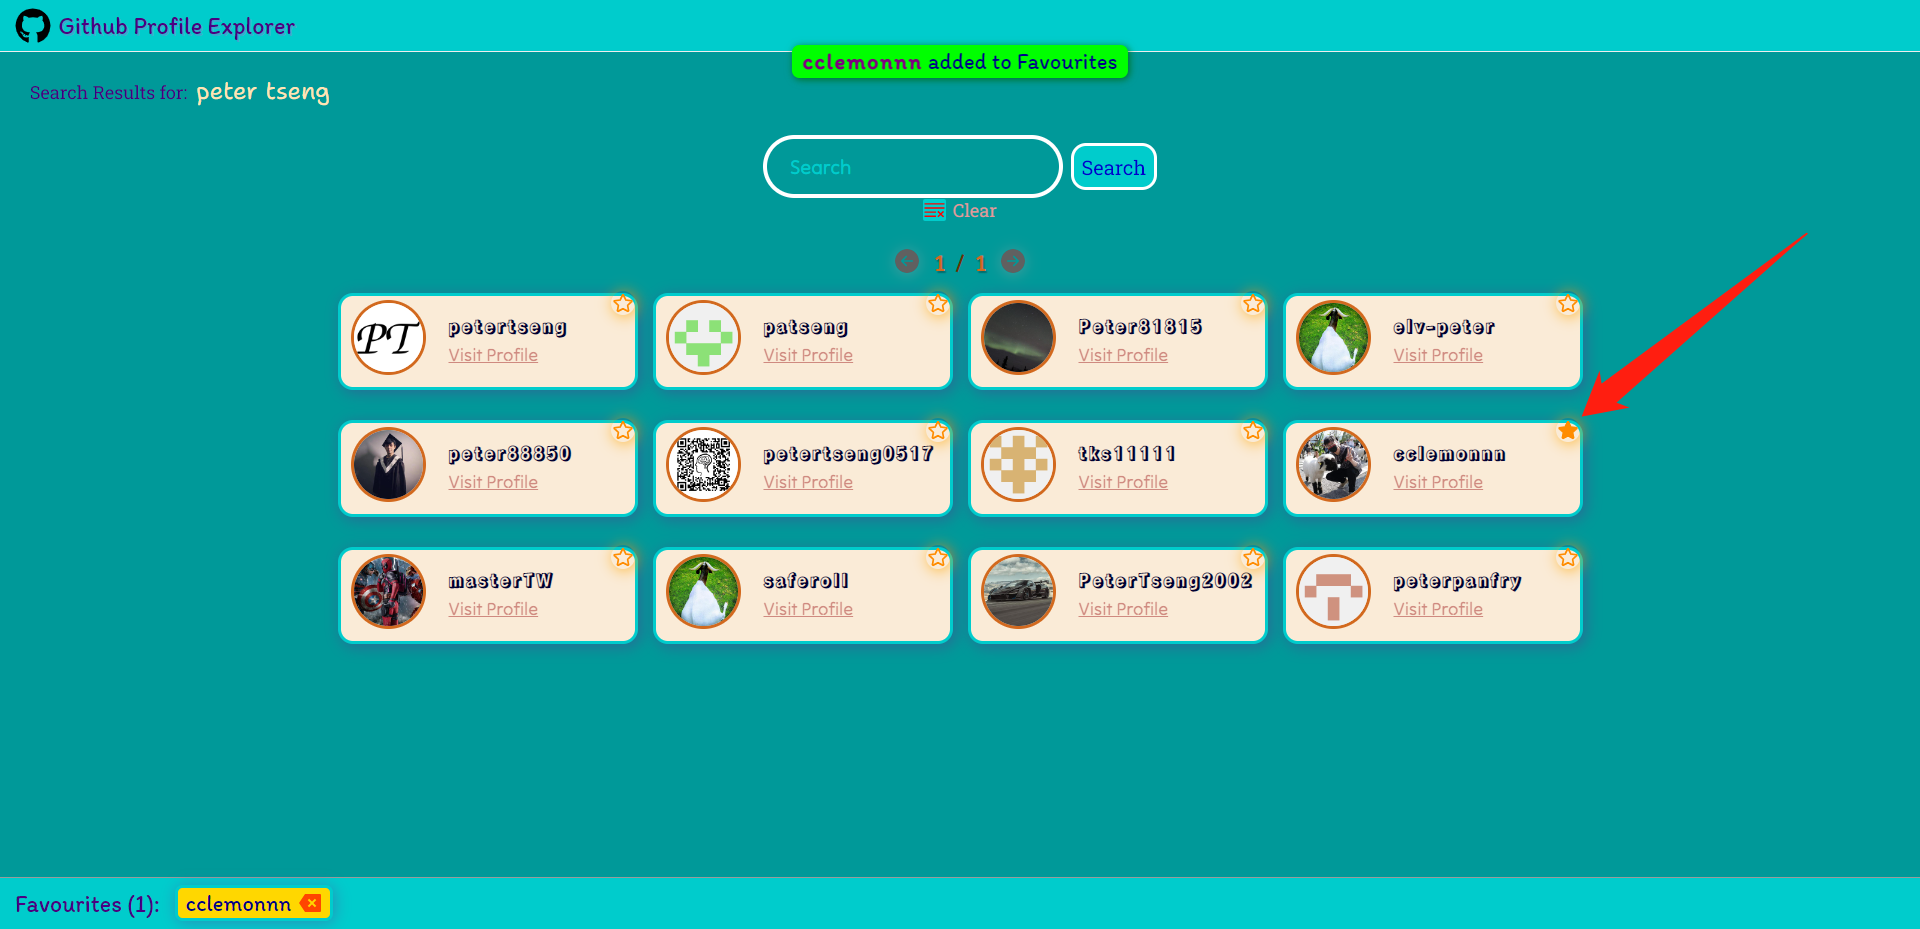 Github Profile Explorer
cclemonnn added to Favourites
Search Results for: peter tseng
Search
Search
Clear
1 / 1
petertseng
Visit Profile
patseng
Visit Profile
Peter81815
Visit Profile
elv-peter
Visit Profile
peter88850
Visit Profile
petertseng0517
Visit Profile
tks11111
Visit Profile
cclemonnn
Visit Profile
masterTW
Visit Profile
saferoll
Visit Profile
PeterTseng2002
Visit Profile
peterpanfry
Visit Profile
PT
Favourites (1): cclemonnn